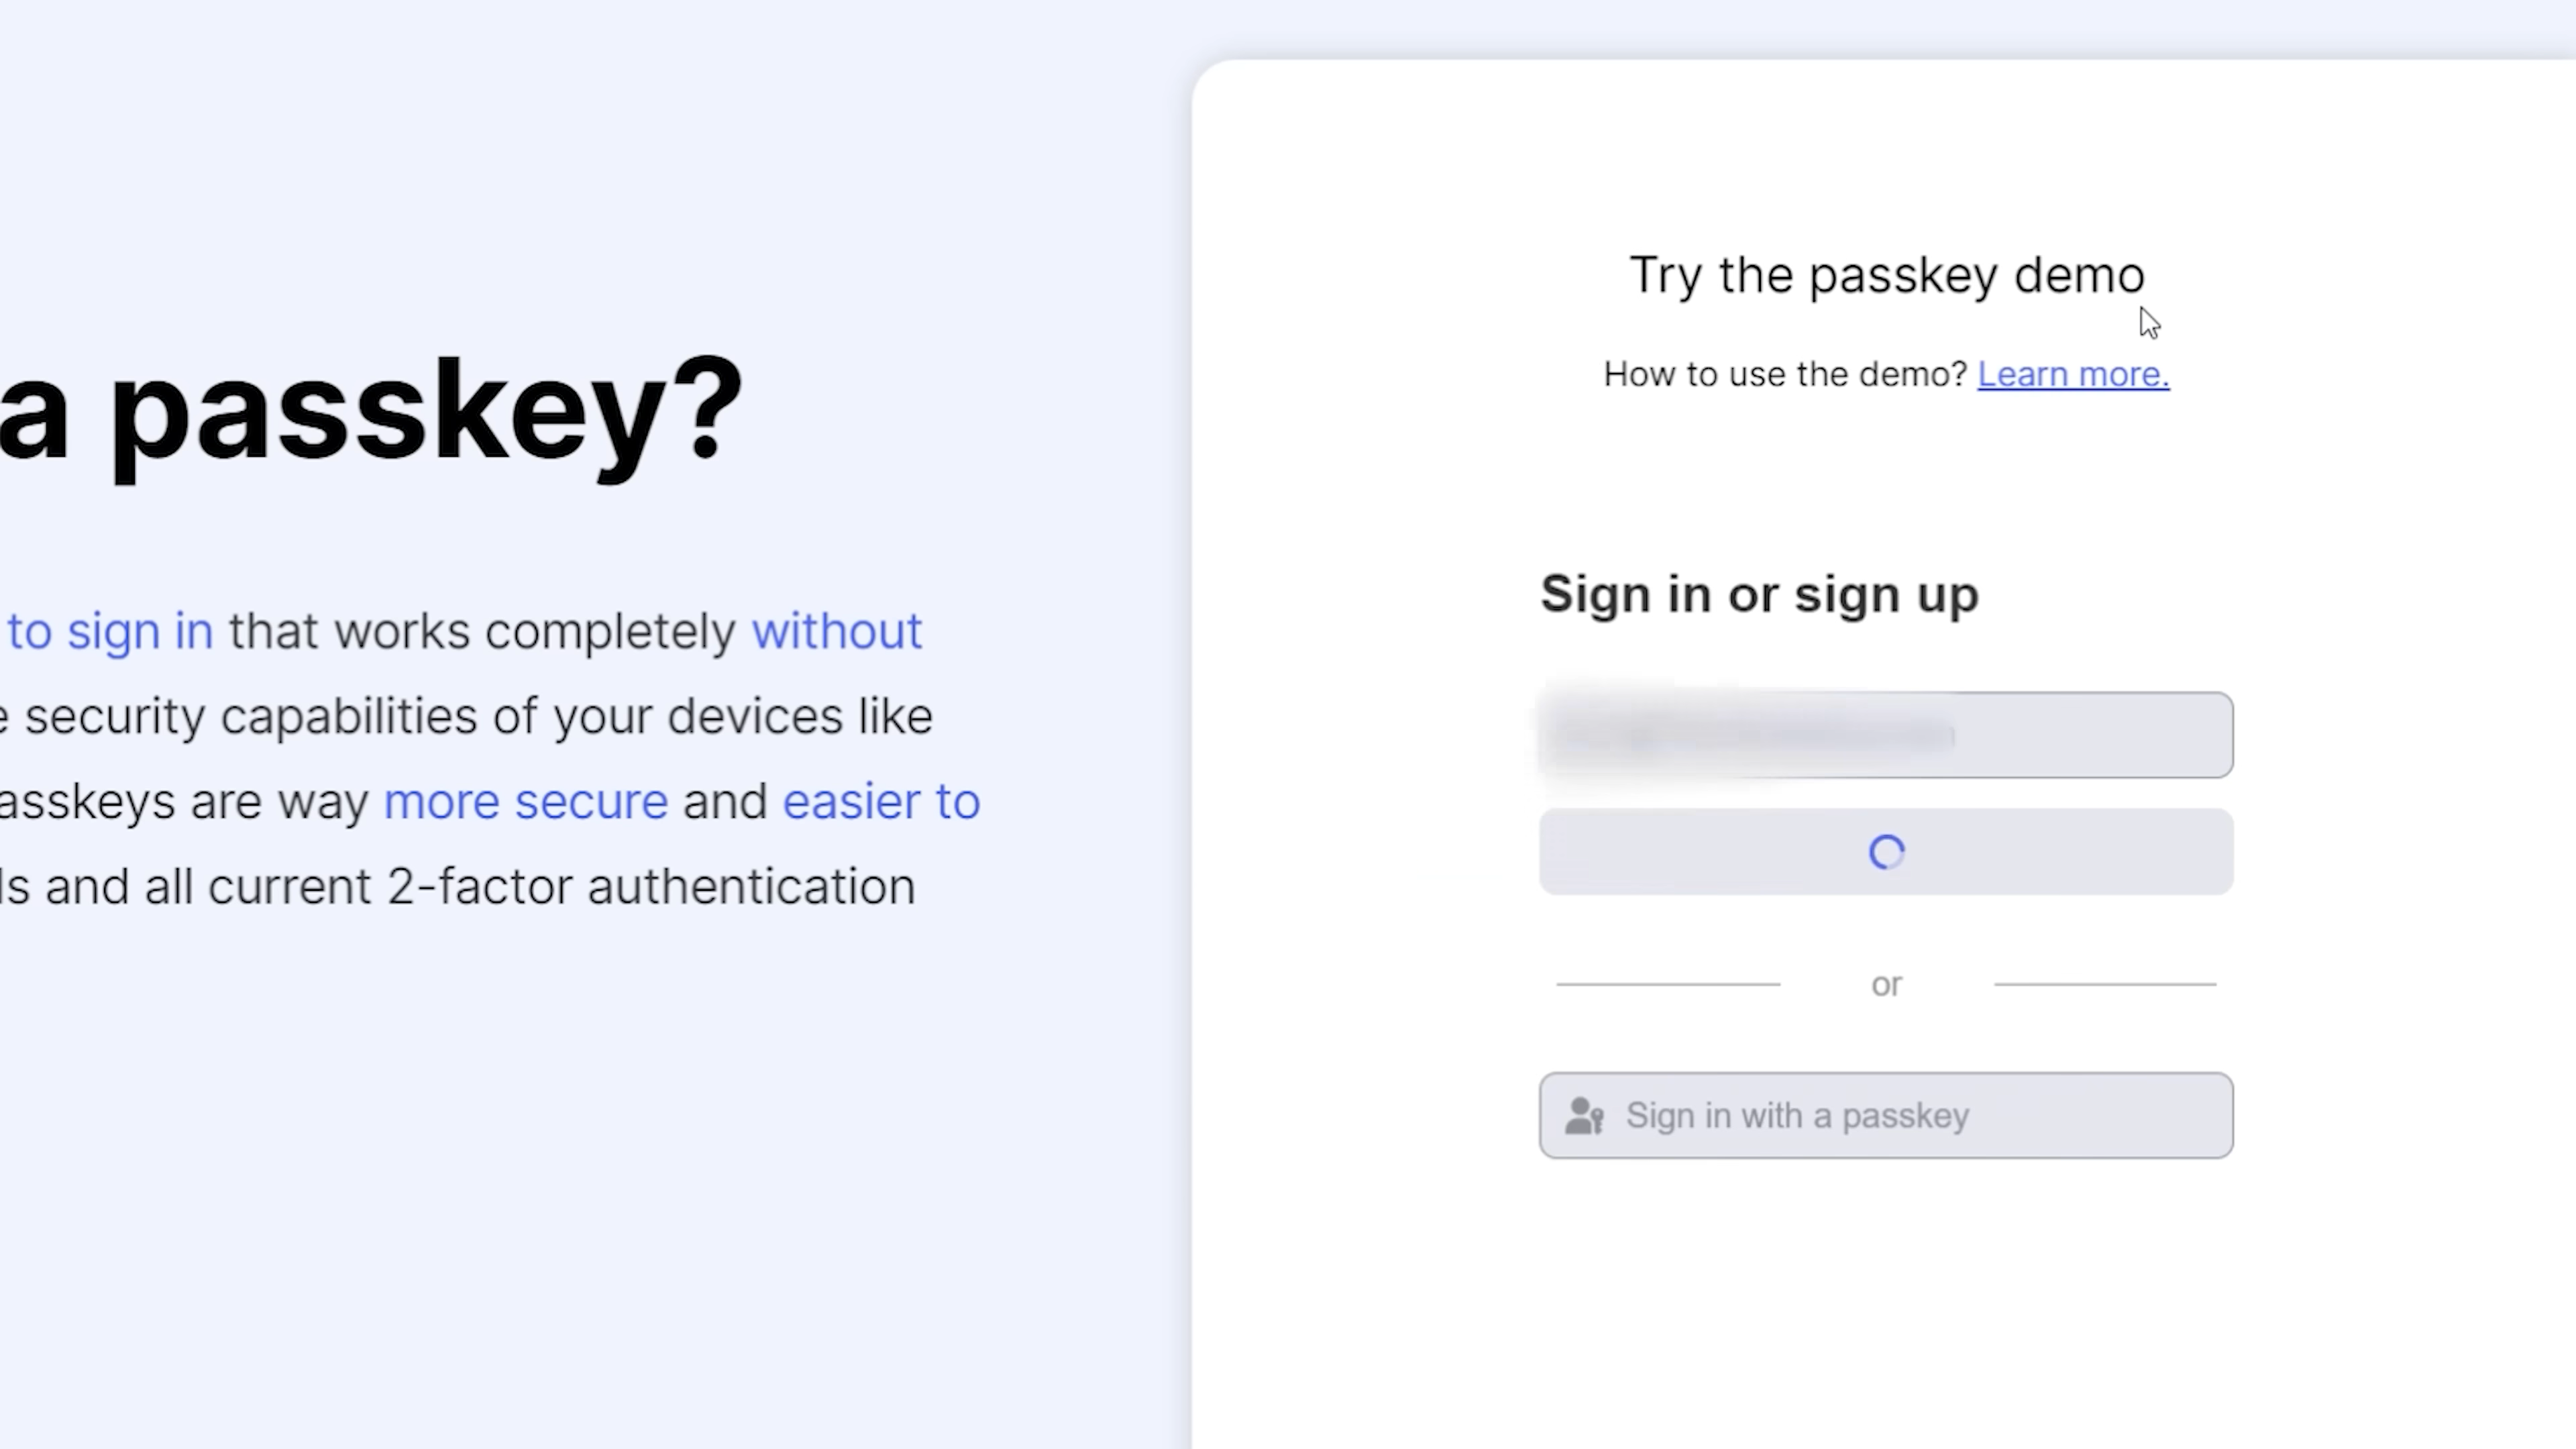 a passkey?
to sign in that works completely without
security capabilities of your devices like
asskeys are way more secure and easier to
ls and all current 2-factor authentication
Try the passkey demo
How to use the demo? Learn more.
Sign in or sign up
or
Sign in with a passkey